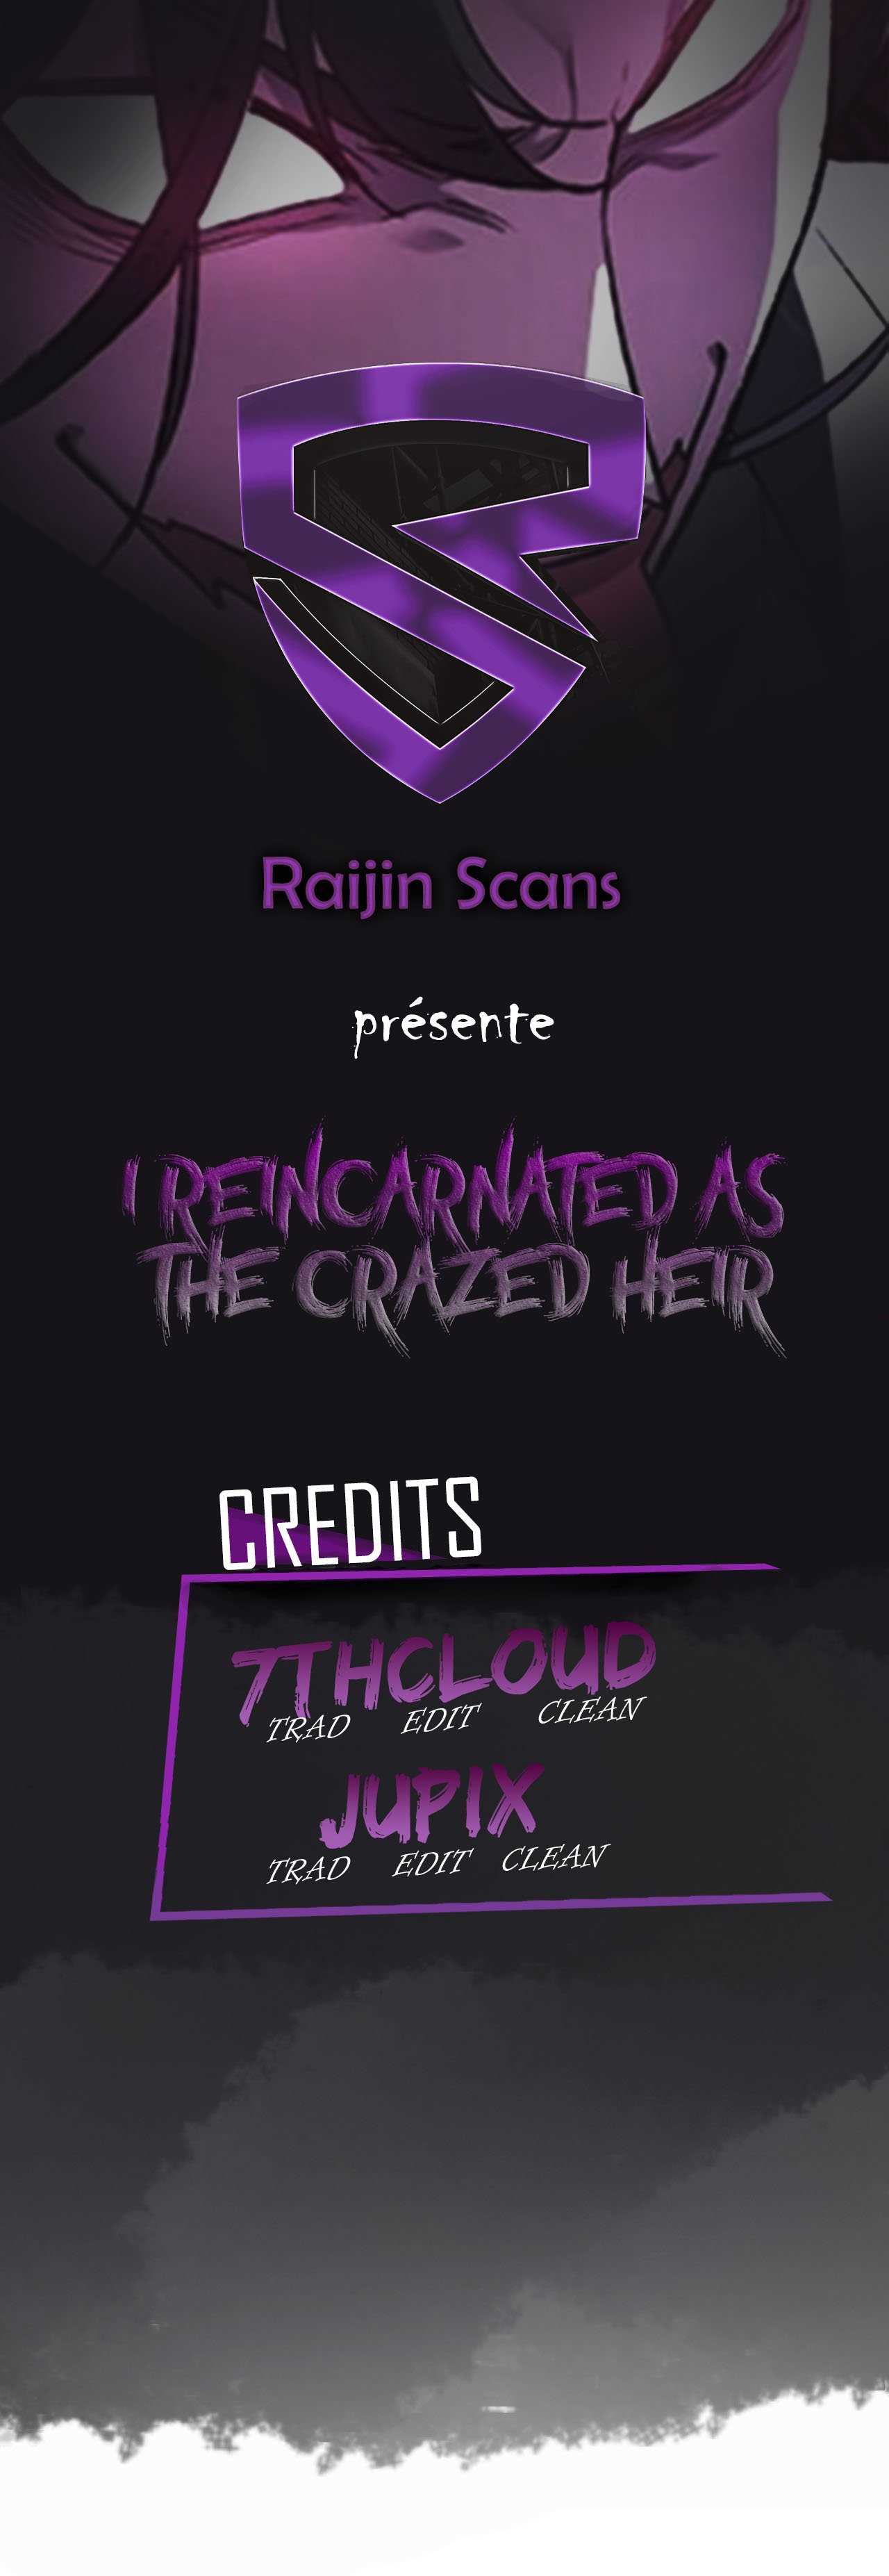 Raijin Scans
présente
I REINCARNATED AS
THE CRAZED HEIR
CREDITS
7THCLOUD
TRAD EDIT CLEAN
JUPIX
TRAD EDIT CLEAN